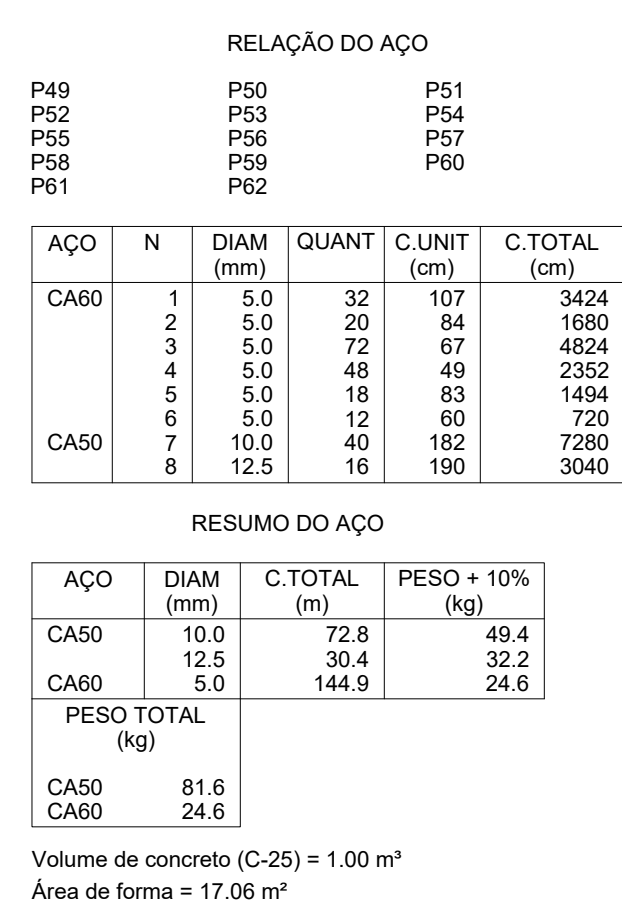 RELAÇÃO DO AÇO
P49 P50 P51
P52 P53 P54
P55 P56 P57
P58 P59 P60
P61 P62
AÇO N DIAM QUANT C.UNIT C.TOTAL
(mm) (cm) (cm)
CA60 1 5.0 32 107 3424
2 5.0 20 84 1680
3 5.0 72 67 4824
4 5.0 48 49 2352
5 5.0 18 83 1494
6 5.0 12 60 720
CA50 7 10.0 40 182 7280
8 12.5 16 190 3040
RESUMO DO AÇO
AÇO DIAM C.TOTAL PESO + 10%
(mm) (m) (kg)
CA50 10.0 72.8 49.4
12.5 30.4 32.2
CA60 5.0 144.9 24.6
PESO TOTAL
(kg)
CA50 81.6
CA60 24.6
Volume de concreto (C-25) = 1.00 m³
Área de forma = 17.06 m²